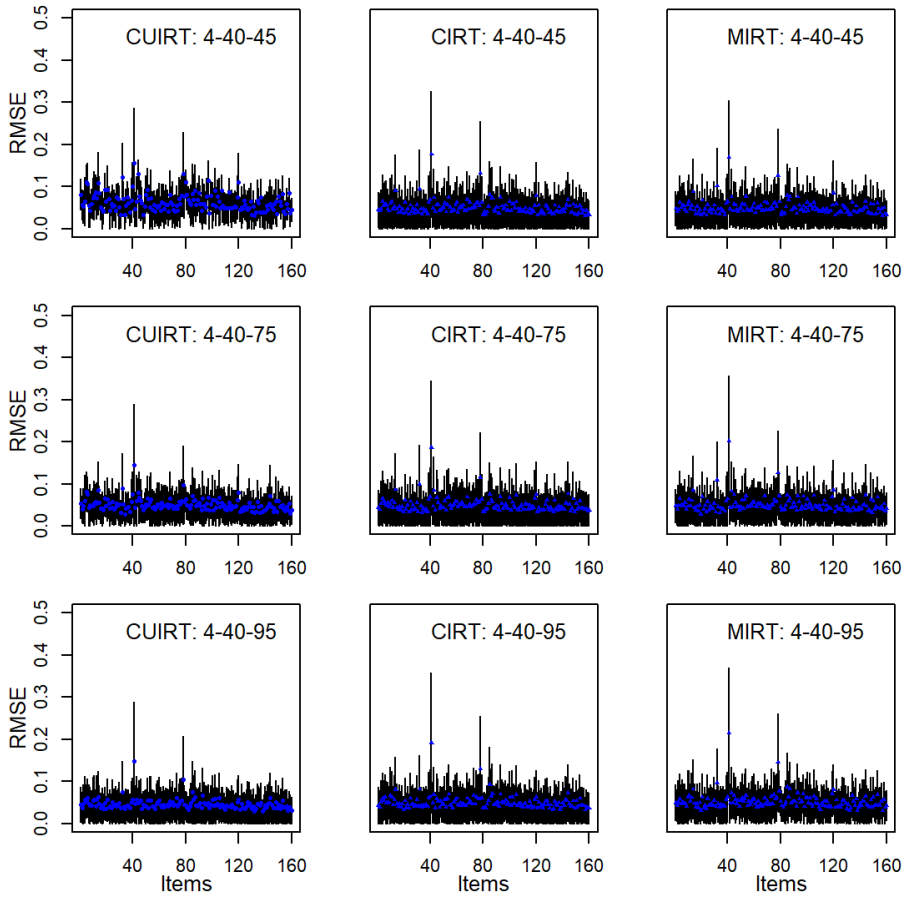 CUIRT: 4-40-45
CIRT: 4-40-45
MIRT: 4-40-45
RMSE
0.0 0.1 0.2 0.3 0.4 0.5
40 80 120 160
40 80 120 160
40 80 120 160
CUIRT: 4-40-75
CIRT: 4-40-75
MIRT: 4-40-75
RMSE
0.0 0.1 0.2 0.3 0.4 0.5
40 80 120 160
40 80 120 160
40 80 120 160
CUIRT: 4-40-95
CIRT: 4-40-95
MIRT: 4-40-95
RMSE
0.0 0.1 0.2 0.3 0.4 0.5
40 80 120 160
40 80 120 160
40 80 120 160
Items
Items
Items